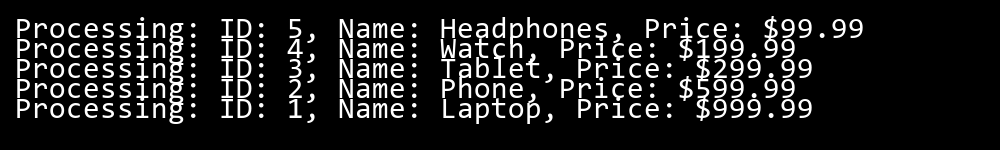 Processing: ID: 5, Name: Headphones, Price: $99.99
Processing: ID: 4, Name: Watch, Price: $199.99
Processing: ID: 3, Name: Tablet, Price: $299.99
Processing: ID: 2, Name: Phone, Price: $599.99
Processing: ID: 1, Name: Laptop, Price: $999.99